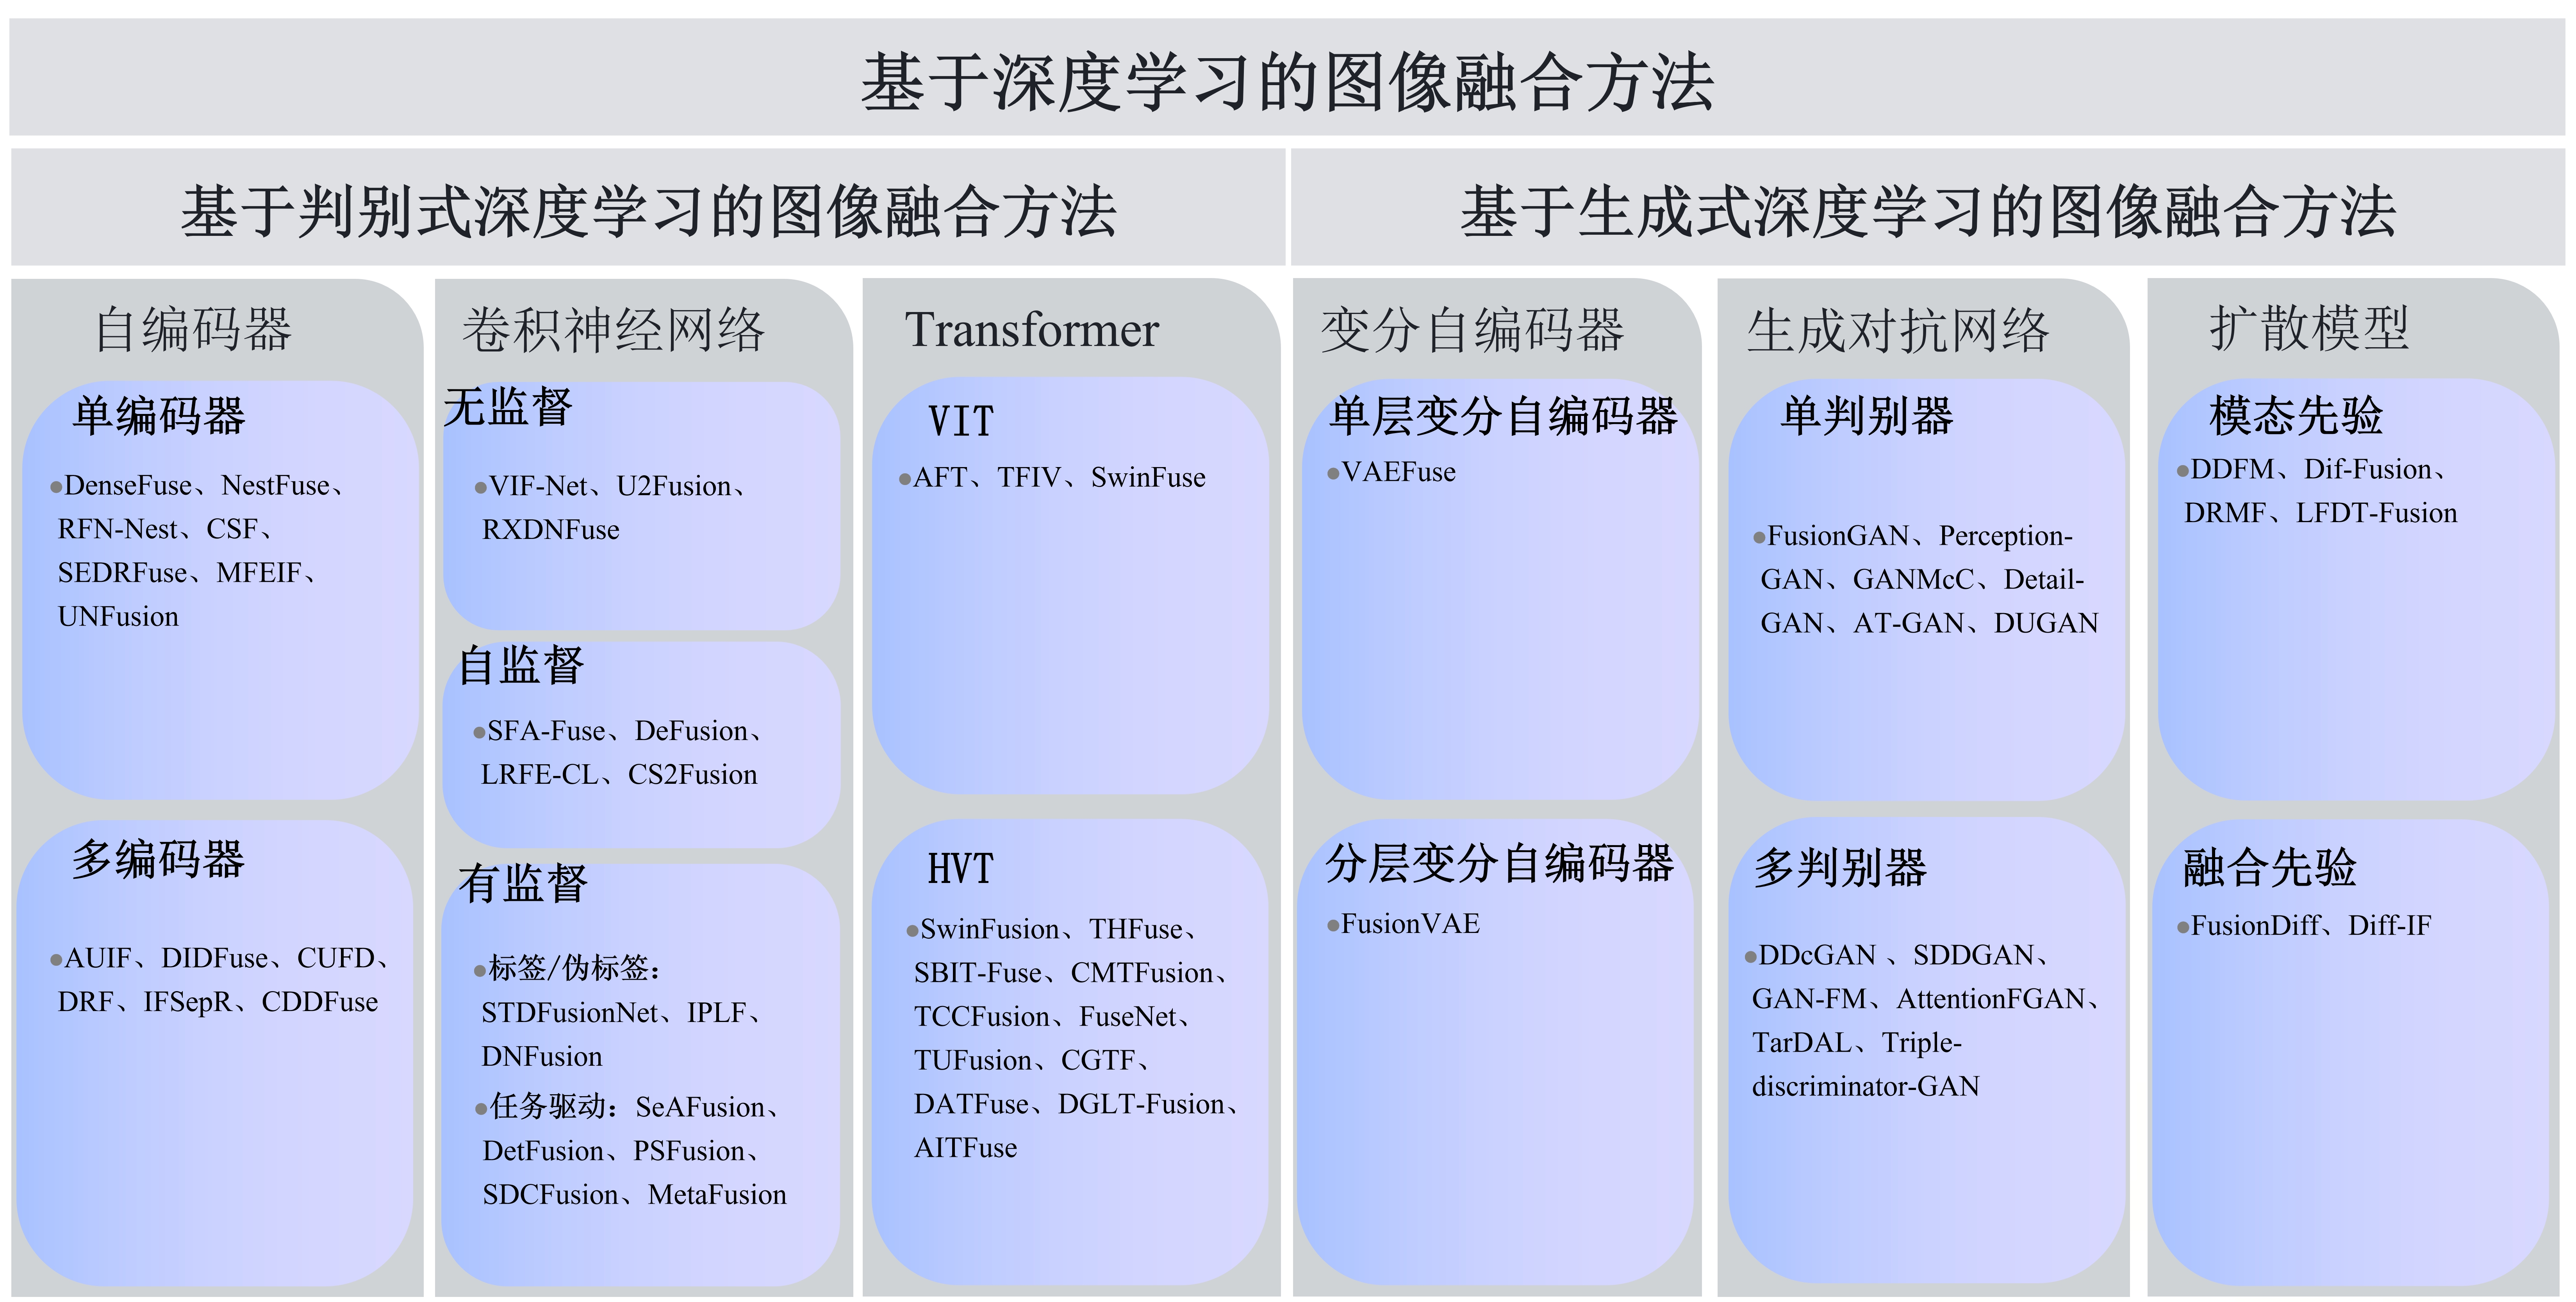 基于深度学习的图像融合方法
基于判别式深度学习的图像融合方法
基于生成式深度学习的图像融合方法
自编码器
单编码器
●DenseFuse、NestFuse、
RFN-Nest、CSF、
SEDRFuse、MFEIF、
UNFusion
多编码器
●AUIF、DIDFuse、CUFD、
DRF、IFSepR、CDDFuse
卷积神经网络
无监督
●VIF-Net、U2Fusion、
RXDNFuse
自监督
●SFA-Fuse、DeFusion、
LRFE-CL、CS2Fusion
有监督
●标签/伪标签：
STDFusionNet、IPLF、
DNFusion
●任务驱动：SeAFusion、
DetFusion、PSFusion、
SDCFusion、MetaFusion
Transformer
VIT
●AFT、TFIV、SwinFuse
HVT
●SwinFusion、THFuse、
SBIT-Fuse、CMTFusion、
TCCFusion、FuseNet、
TUFusion、CGTF、
DATFuse、DGLT-Fusion、
AITFuse
变分自编码器
单层变分自编码器
●VAEFuse
分层变分自编码器
●FusionVAE
生成对抗网络
单判别器
●FusionGAN、Perception-
GAN、GANMcC、Detail-
GAN、AT-GAN、DUGAN
多判别器
●DDcGAN 、SDDGAN、
GAN-FM、AttentionFGAN、
TarDAL、Triple-
discriminator-GAN
扩散模型
模态先验
●DDFM、Dif-Fusion、
DRMF、LFDT-Fusion
融合先验
●FusionDiff、Diff-IF